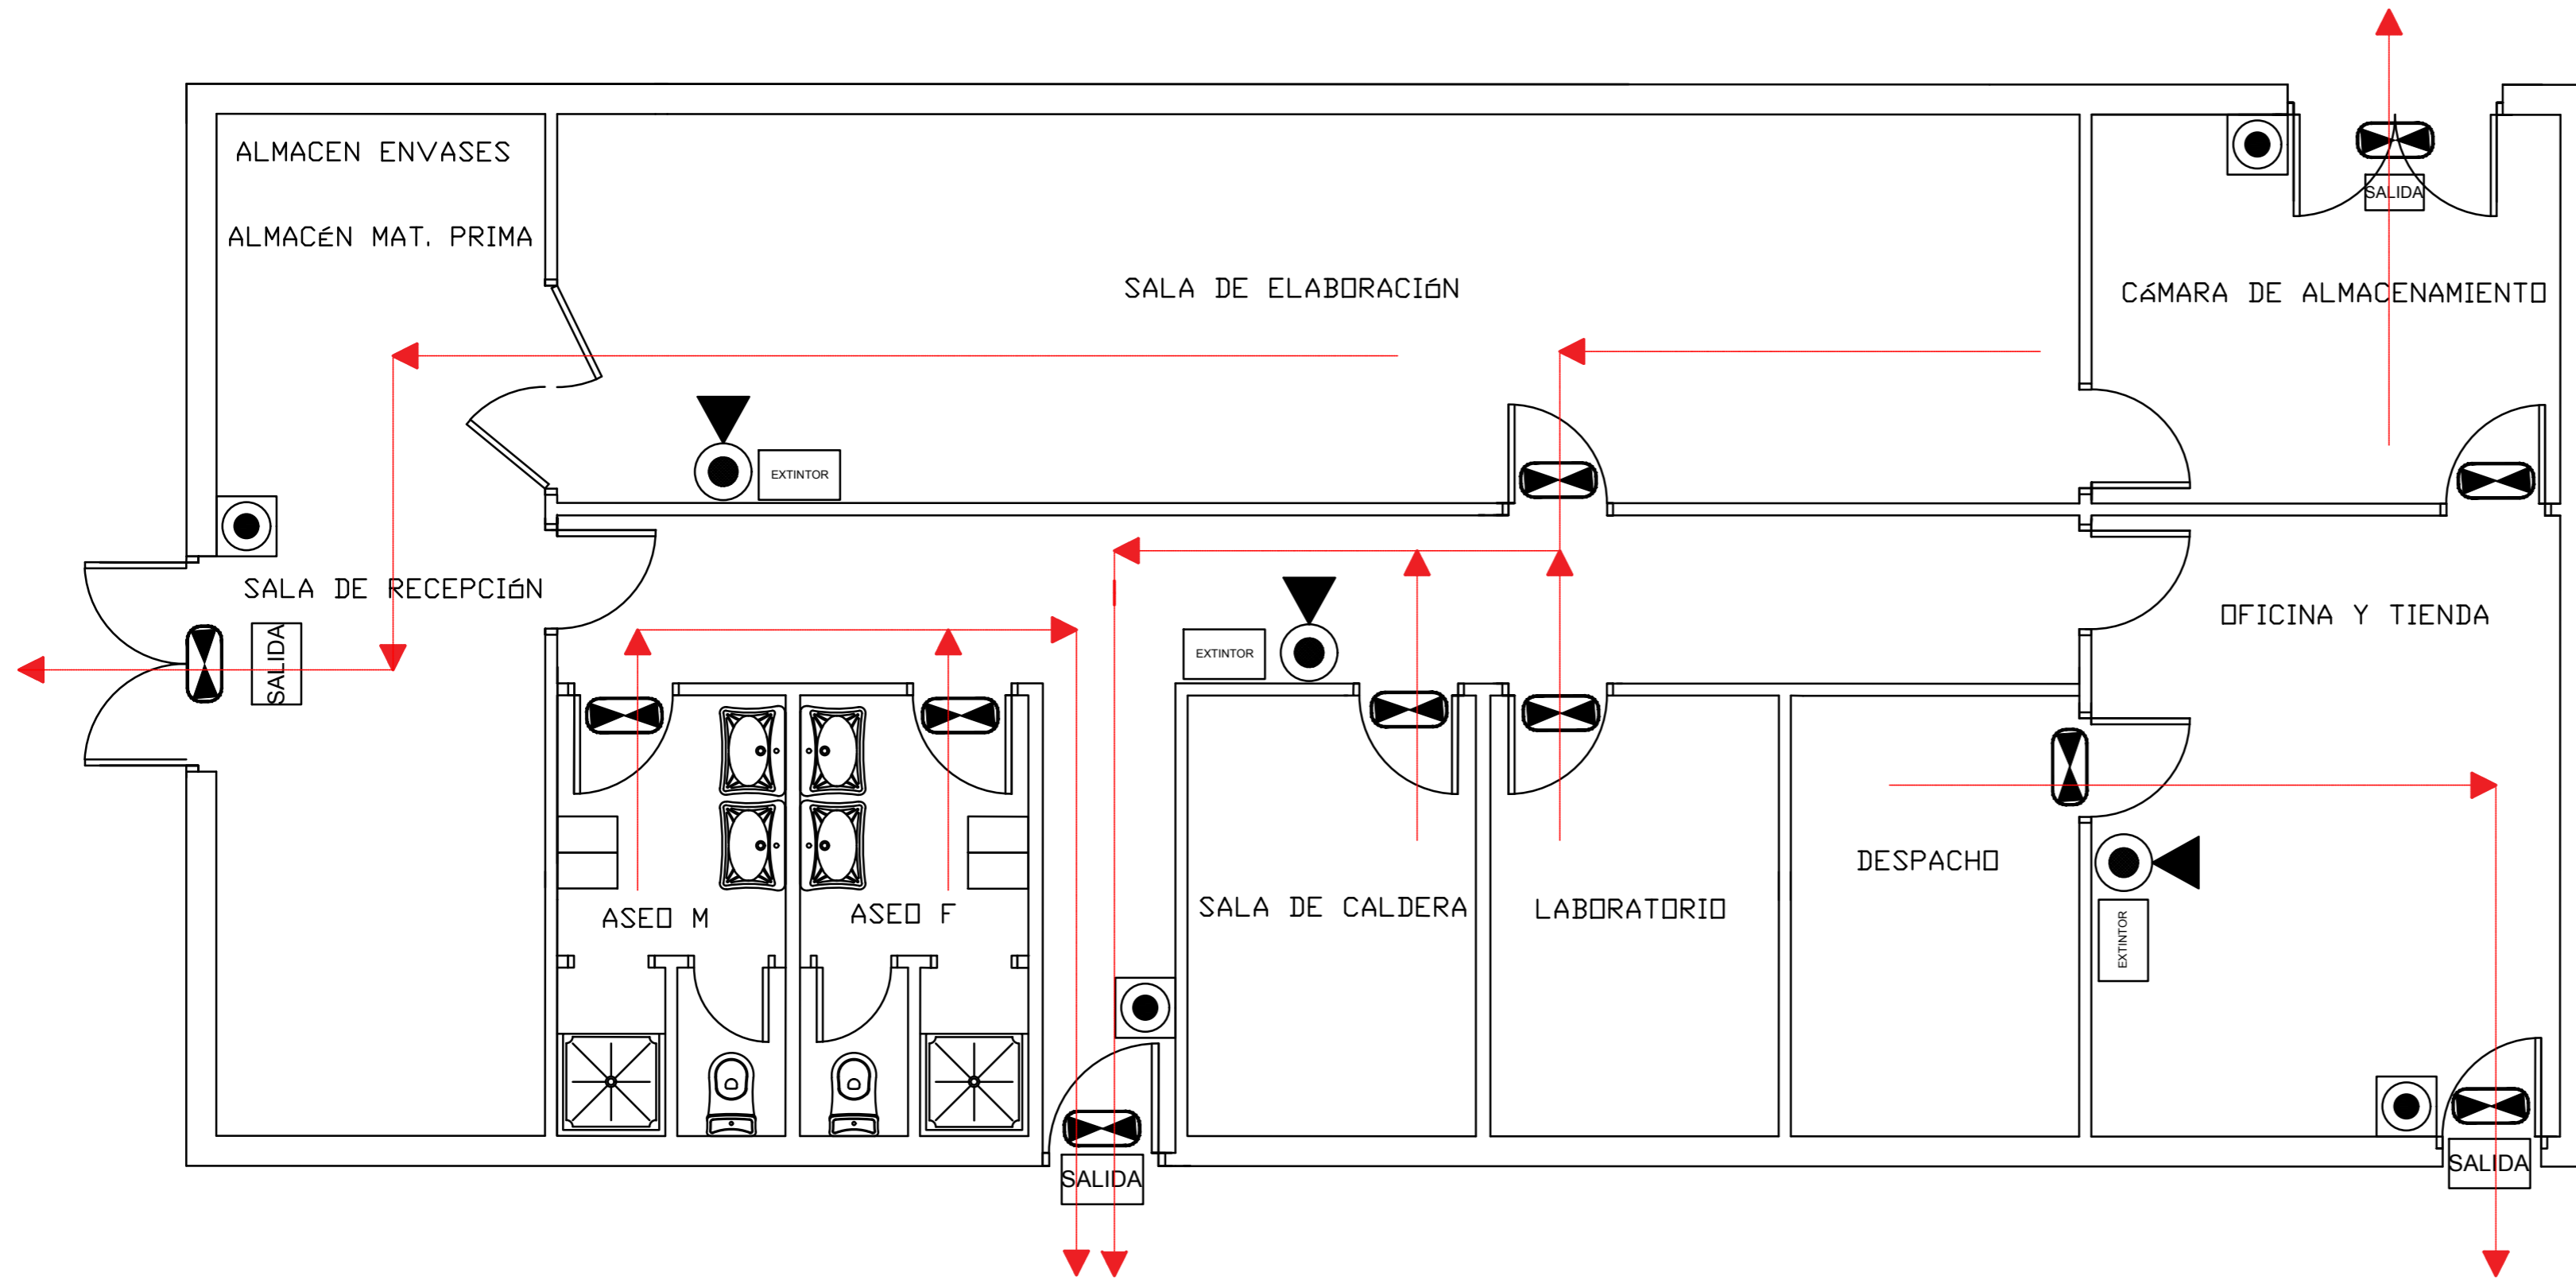 ALMACEN ENVASES
ALMACéN MAT. PRIMA
SALA DE ELABORACIóN
CáMARA DE ALMACENAMIENTO
SALIDA
EXTINTOR
SALA DE RECEPCIóN
SALIDA
EXTINTOR
OFICINA Y TIENDA
ASEO M
ASEO F
SALA DE CALDERA
LABORATORIO
DESPACHO
EXTINTOR
SALIDA
SALIDA